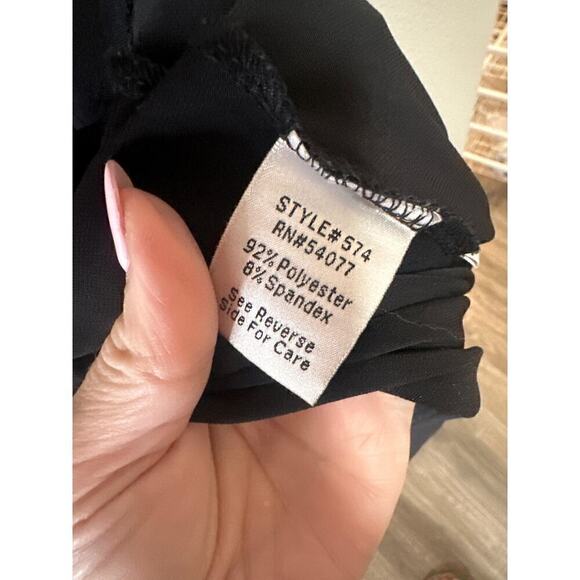 STYLE# 574
RN#54077
92% Polyester
8% Spandex
See Reverse
Side For Care